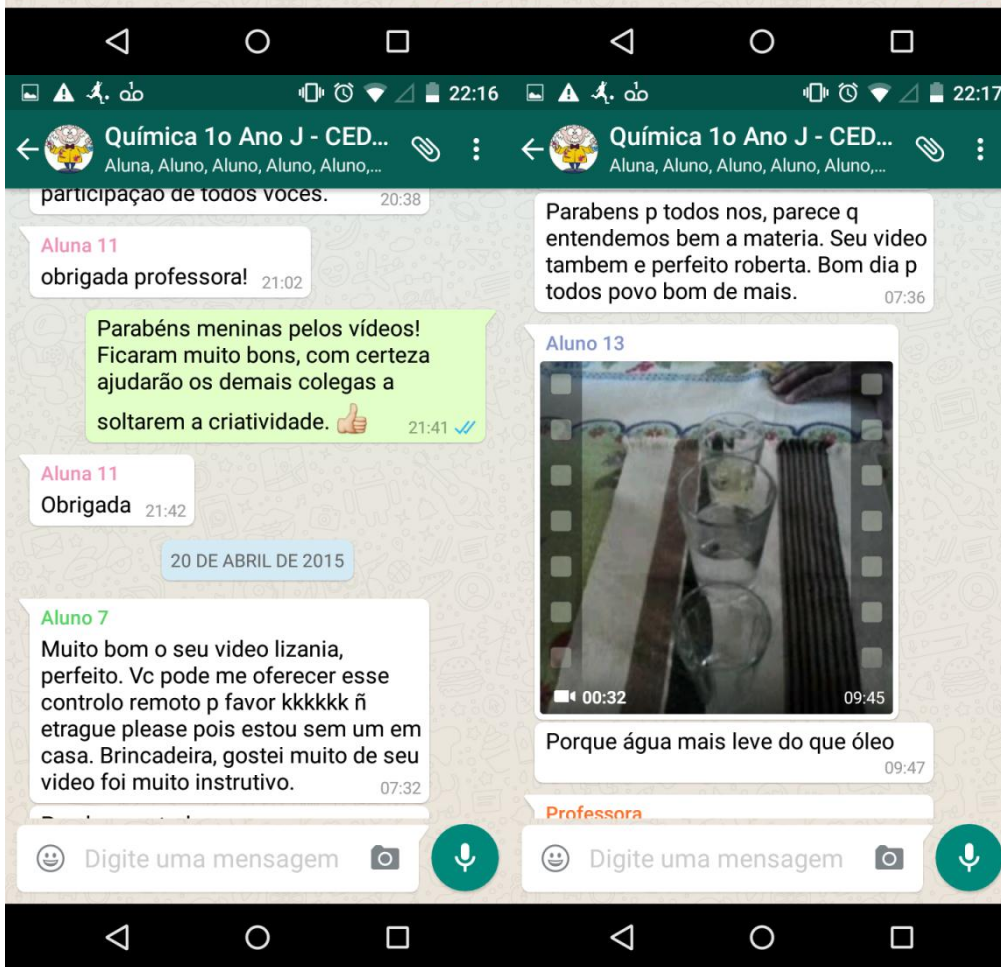 22:16
Química 1o Ano J - CED...
Aluna, Aluno, Aluno, Aluno, Aluno,...
participação de todos vocês.
20:38
Aluna 11
obrigada professora! 21:02
Parabéns meninas pelos vídeos!
Ficaram muito bons, com certeza
ajudarão os demais colegas a
soltarem a criatividade.
21:41
Aluna 11
Obrigada 21:42
20 DE ABRIL DE 2015
Aluno 7
Muito bom o seu video lizania,
perfeito. Vc pode me oferecer esse
controlo remoto p favor kkkkkk ñ
etrague please pois estou sem um em
casa. Brincadeira, gostei muito de seu
video foi muito instrutivo.
07:32
Digite uma mensagem
22:17
Química 1o Ano J - CED...
Aluna, Aluno, Aluno, Aluno, Aluno,...
Parabens p todos nos, parece q
entendemos bem a materia. Seu video
tambem e perfeito roberta. Bom dia p
todos povo bom de mais.
07:36
Aluno 13
00:32 09:45
Porque água mais leve do que óleo
09:47
Professora
Digite uma mensagem